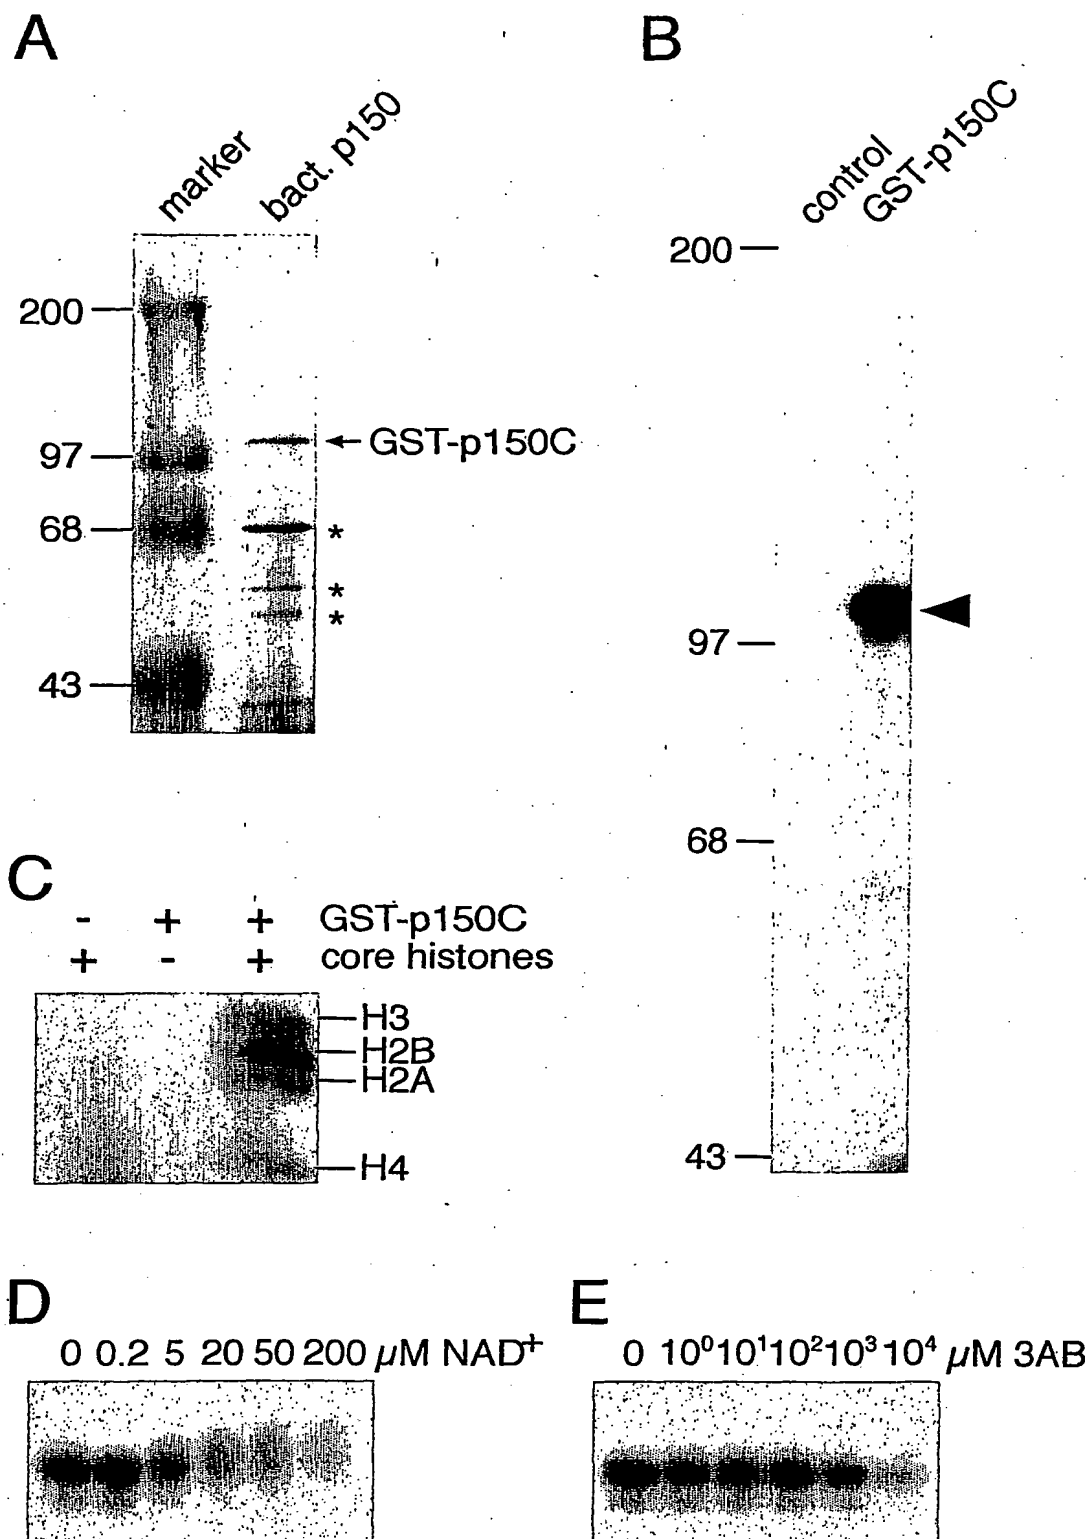 A
marker
bact. p150
200
97
68
43
GST-p150C
*
*
*
B
control
GST-p150C
200
97
68
43
C
- + + GST-p150C
+ - + core histones
H3
H2B
H2A
H4
D
0 0.2 5 20 50 200 µM NAD⁺
E
0 10⁰ 10¹ 10² 10³ 10⁴ µM 3AB